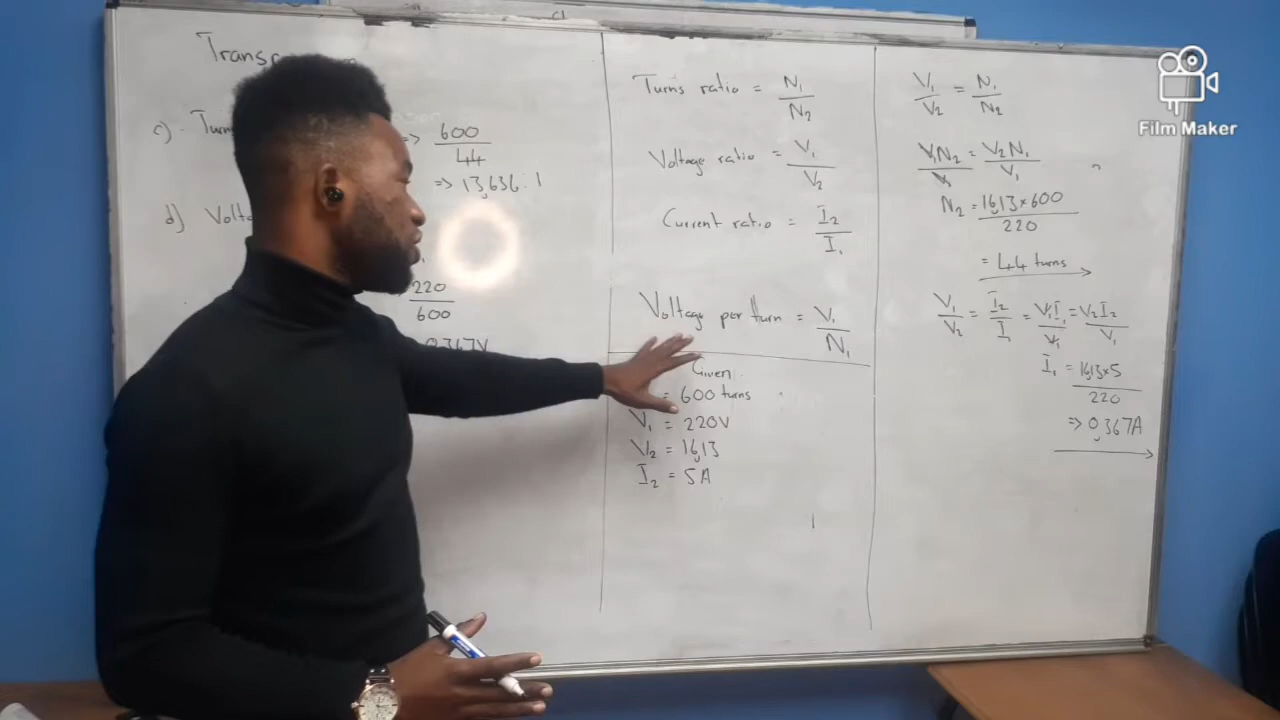 c). Turn
=> 600
44
=> 13,636:1
d) Volt
220
600
0,367V
Turns ratio = N₁
N₂
Voltage ratio = V₁
V₂
Current ratio = I₂
I₁
Voltage per turn = V₁
N₁
Given
= 600 turns
V₁ = 220V
V₂ = 16,13
I₂ = 5A
V₁ = N₁
V₂ N₂
V₁N₂ = V₂N₁
V₁ V₁
N₂ = 16,13 x 600
220
= 44 turns
V₁ = I₂ = V₁I₁ = V₂I₂
V₂ I₁ V₁ V₁
I₁ = 16,13 x 5
220
=> 0,367A
Film Maker